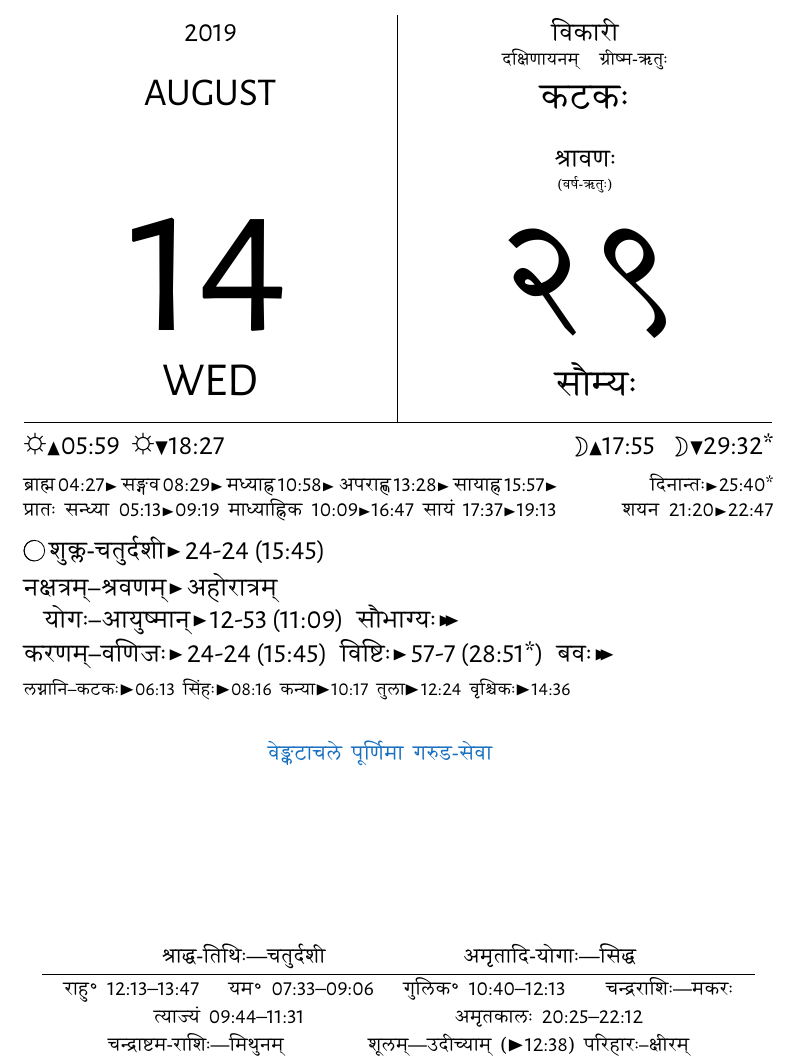 2019
AUGUST
14
WED
विकारी
दक्षिणायनम् ग्रीष्म-ऋतुः
कटकः
श्रावणः
(वर्ष-ऋतुः)
२९
सौम्यः
☼▲05:59 ☼▼18:27 ☽▲17:55 ☽▼29:32*
ब्राह्म 04:27► सङ्गव 08:29► मध्याह्न 10:58► अपराह्ण 13:28► सायाह्न 15:57► दिनान्तः►25:40*
प्रातः सन्ध्या 05:13►09:19 माध्याह्निक 10:09►16:47 सायं 17:37►19:13 शयन 21:20►22:47
◯ शुक्ल-चतुर्दशी► 24-24 (15:45)
नक्षत्रम्–श्रवणम्► अहोरात्रम्
योगः–आयुष्मान्►12-53 (11:09) सौभाग्यः►►
करणम्–वणिजः► 24-24 (15:45) विष्टिः► 57-7 (28:51*) बवः►►
लग्नानि–कटकः►06:13 सिंहः►08:16 कन्या►10:17 तुला►12:24 वृश्चिकः►14:36
वेङ्कटाचले पूर्णिमा गरुड-सेवा
श्राद्ध-तिथिः—चतुर्दशी अमृतादि-योगाः—सिद्ध
राहु° 12:13–13:47 यम° 07:33–09:06 गुलिक° 10:40–12:13 चन्द्रराशिः—मकरः
त्याज्यं 09:44–11:31 अमृतकालः 20:25–22:12
चन्द्राष्टम-राशिः—मिथुनम् शूलम्—उदीच्याम् (►12:38) परिहारः–क्षीरम्